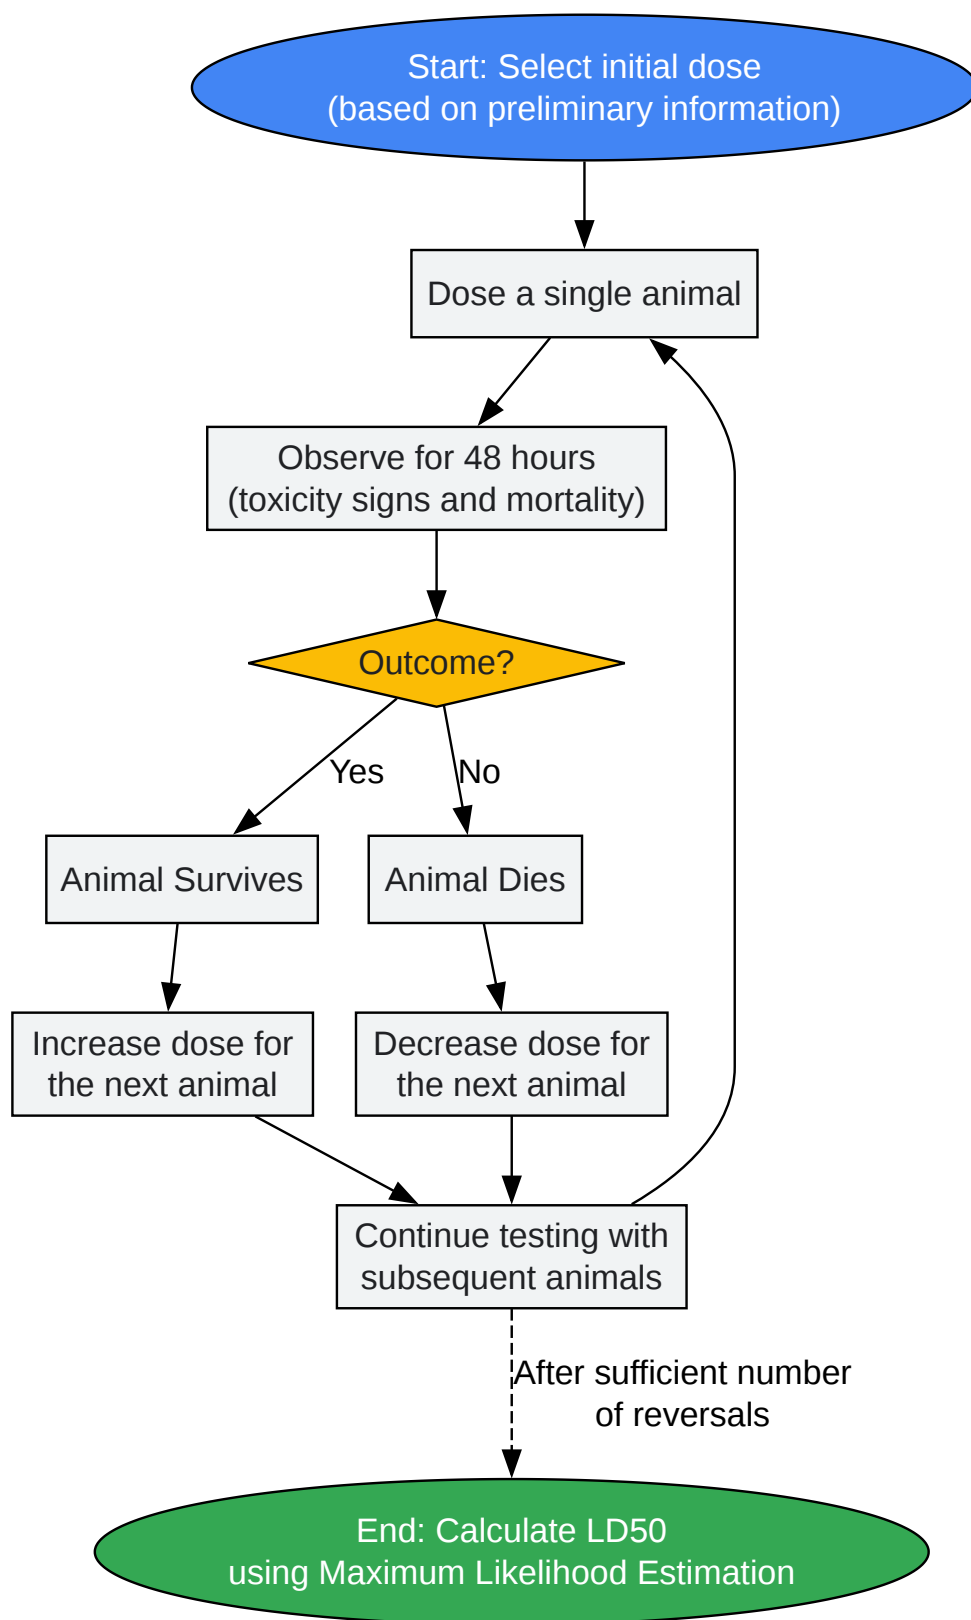 Start: Select initial dose
(based on preliminary information)
Dose a single animal
Observe for 48 hours
(toxicity signs and mortality)
Outcome?
Yes
No
Animal Survives
Animal Dies
Increase dose for
the next animal
Decrease dose for
the next animal
Continue testing with
subsequent animals
After sufficient number
of reversals
End: Calculate LD50
using Maximum Likelihood Estimation